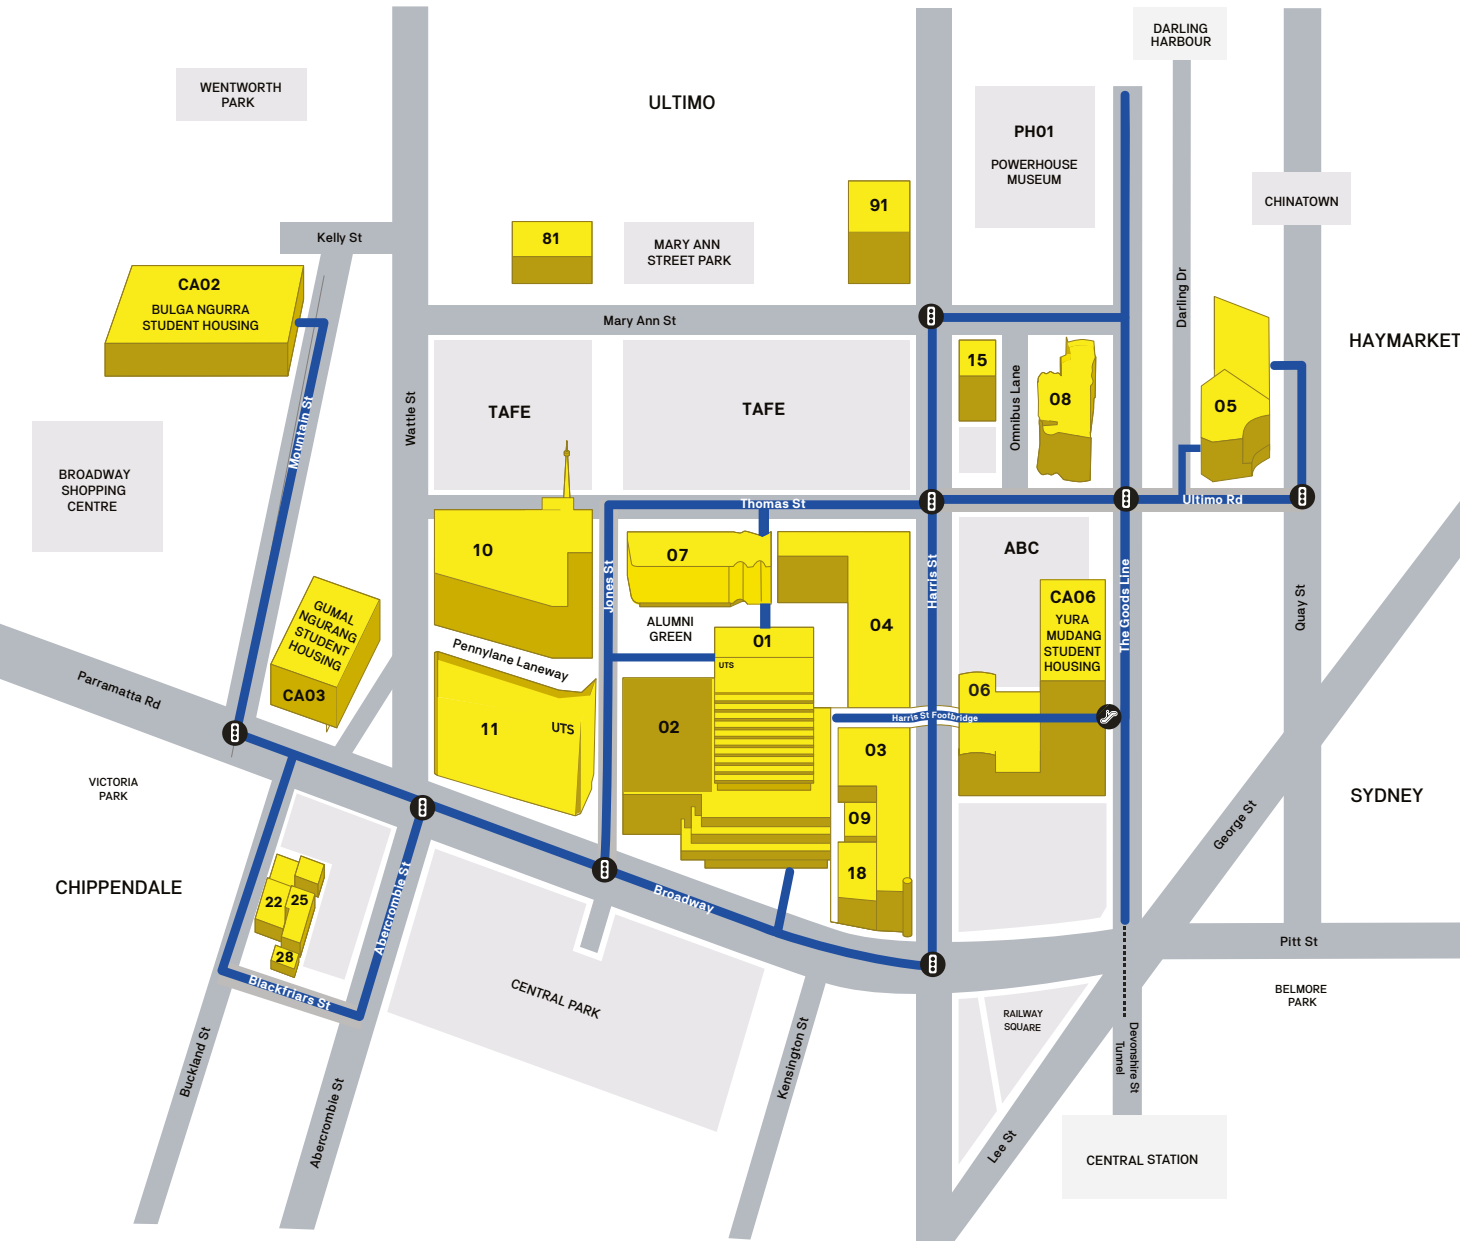 DARLING
HARBOUR
WENTWORTH
PARK
ULTIMO
PH01
POWERHOUSE
MUSEUM
CHINATOWN
91
81
MARY ANN
STREET PARK
Kelly St
CA02
BULGA NGURRA
STUDENT HOUSING
Mary Ann St
Darling Dr
HAYMARKET
15
Omnibus Lane
08
05
TAFE
TAFE
Wattle St
Mountain St
BROADWAY
SHOPPING
CENTRE
Thomas St
Ultimo Rd
10
07
ABC
Jones St
Harris St
The Goods Line
Quay St
CA06
YURA
MUDANG
STUDENT
HOUSING
GUMAL
NGURANG
STUDENT
HOUSING
CA03
ALUMNI
GREEN
04
01
UTS
Pennylane Laneway
Parramatta Rd
06
Harris St Footbridge
11
UTS
02
03
VICTORIA
PARK
SYDNEY
09
George St
18
CHIPPENDALE
22
25
28
Abercrombie St
Broadway
Blackfriars St
Pitt St
CENTRAL PARK
BELMORE
PARK
RAILWAY
SQUARE
Buckland St
Abercrombie St
Kensington St
Devonshire St
Tunnel
Lee St
CENTRAL STATION